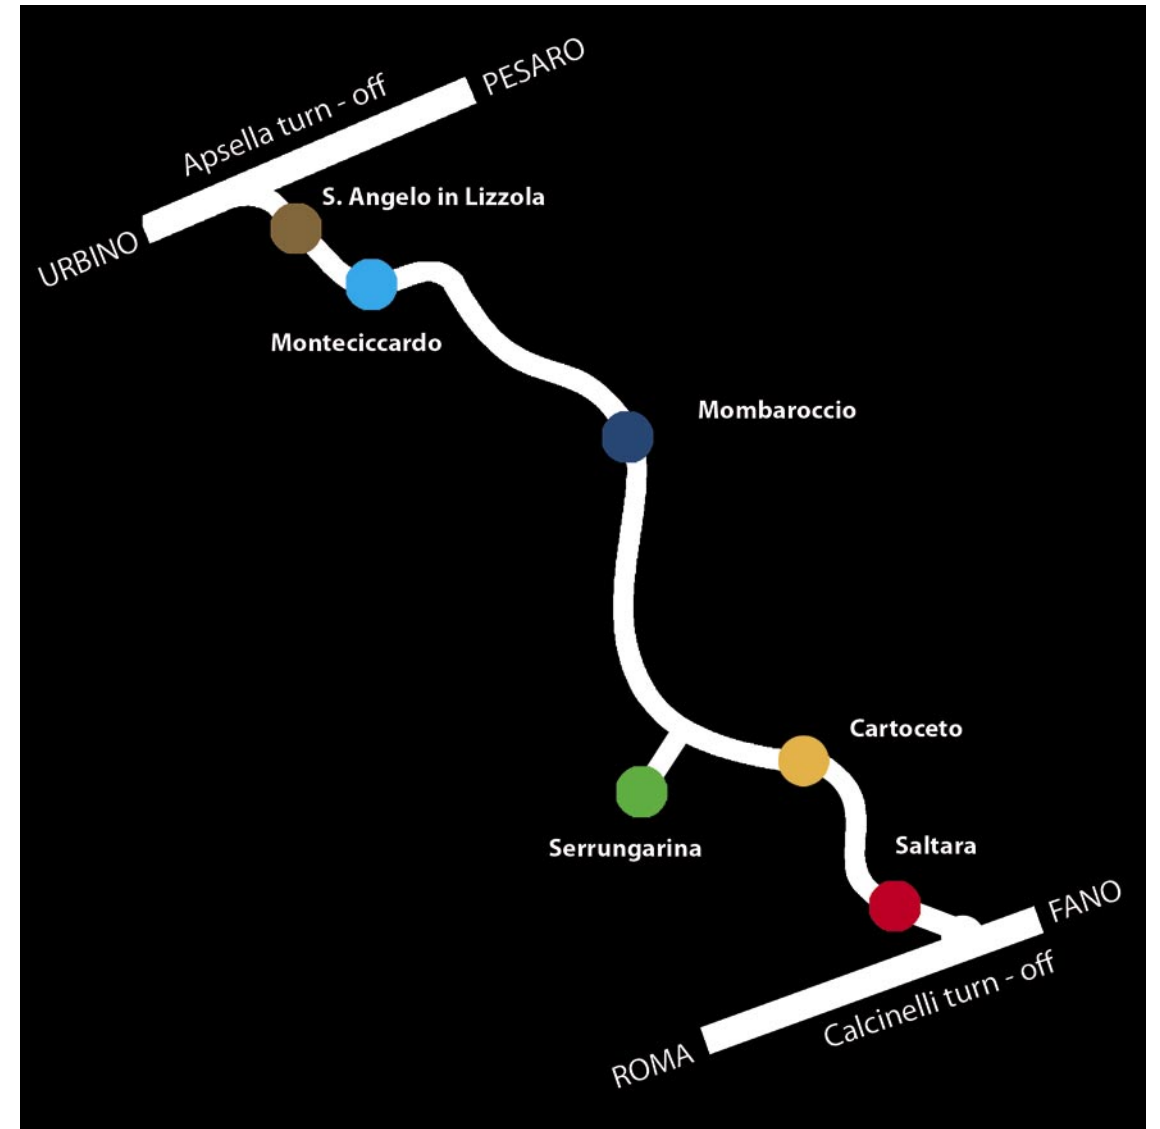 PESARO
Apsella turn - off
S. Angelo in Lizzola
URBINO
Monteciccardo
Mombaroccio
Cartoceto
Serrungarina
Saltara
FANO
Calcinelli turn - off
ROMA